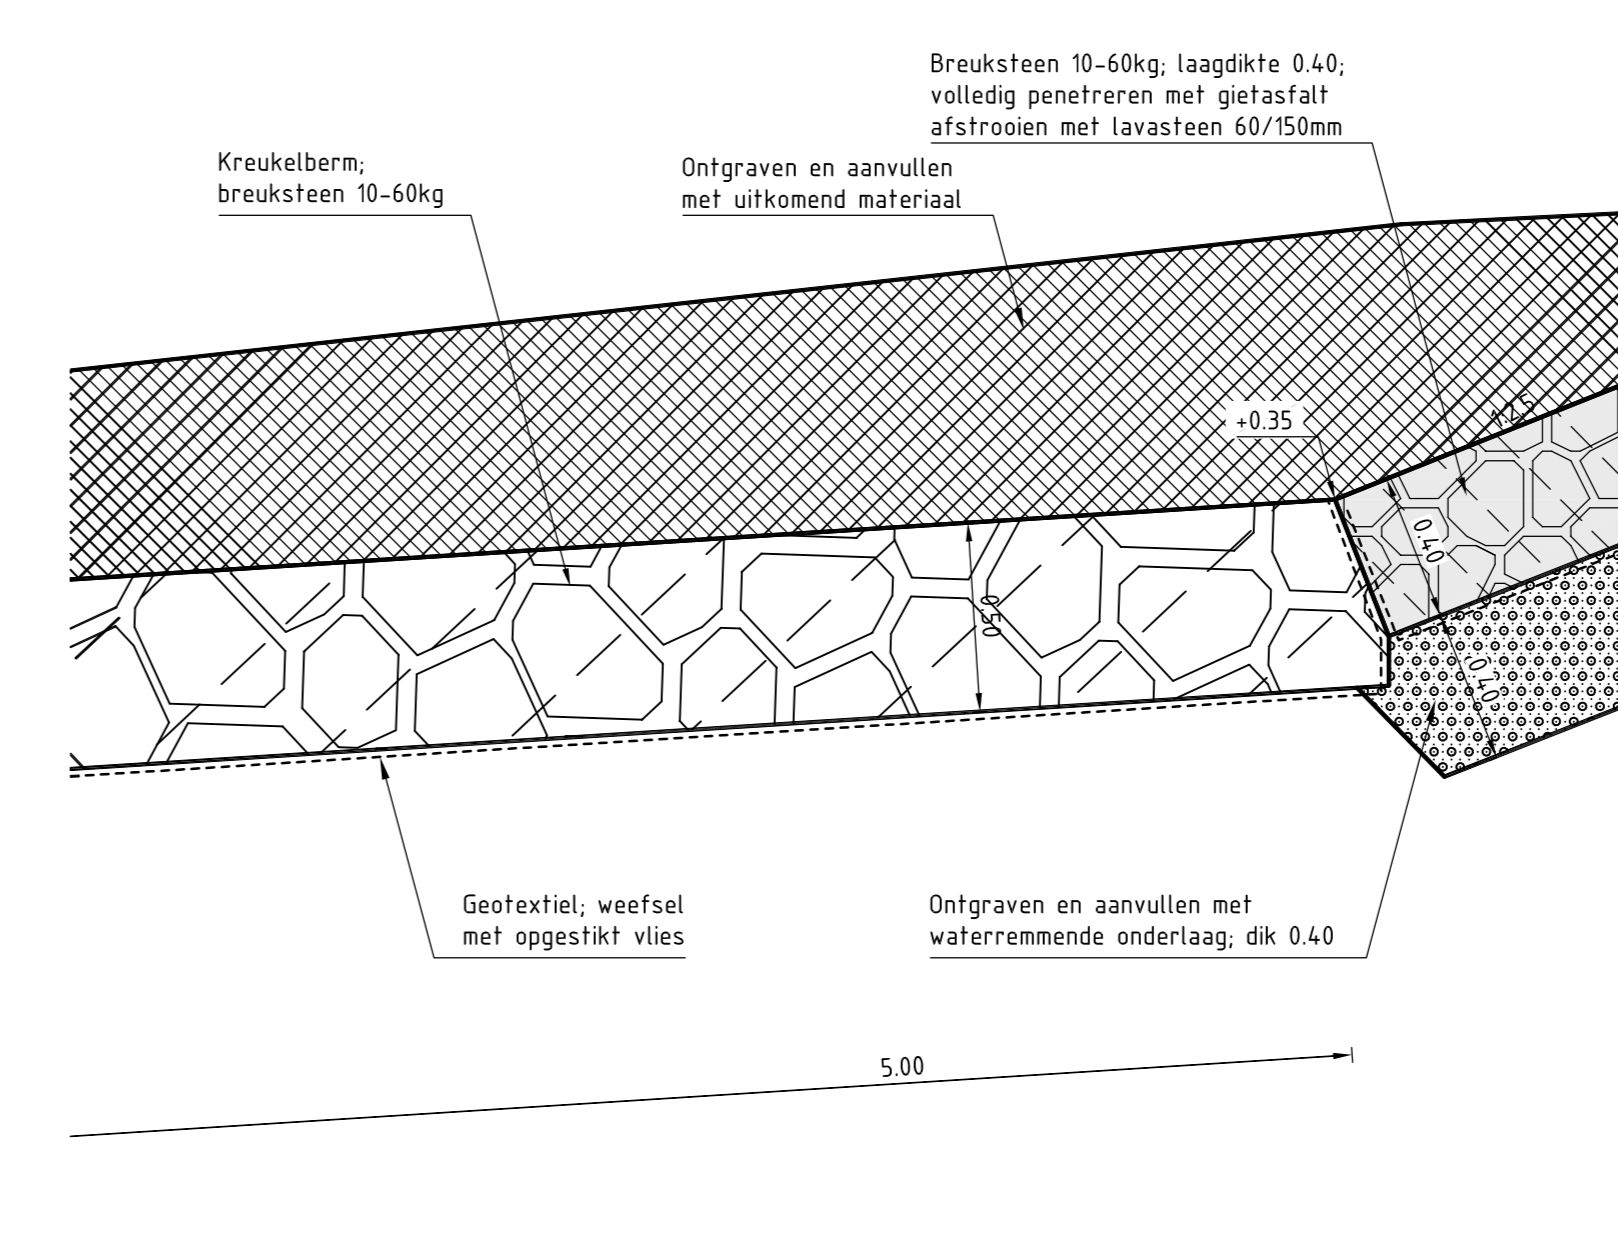 Breuksteen 10-60kg; laagdikte 0.40;
volledig penetreren met gietasfalt
afstrooien met lavasteen 60/150mm
Kreukelberm;
breuksteen 10-60kg
Ontgraven en aanvullen
met uitkomend materiaal
+0.35
1:2.5
0.40
0.50
0.40
Geotextiel; weefsel
met opgestikt vlies
Ontgraven en aanvullen met
waterremmende onderlaag; dik 0.40
5.00